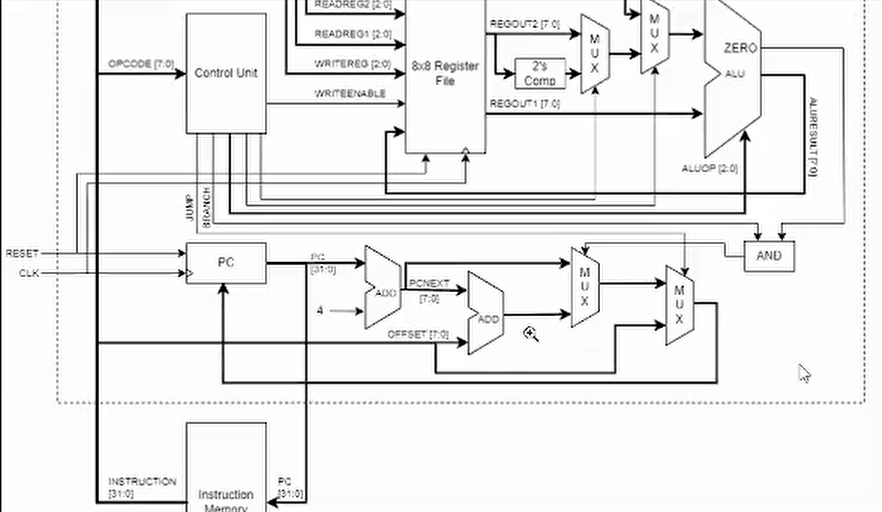 READREG2 [2:0]
READREG1 [2:0]
WRITEREG [2:0]
WRITEENABLE
OPCODE [7:0]
Control Unit
8x8 Register
File
REGOUT2 [7:0]
2's
Comp
MUX
MUX
REGOUT1 [7:0]
ZERO
ALU
ALURESULT [7:0]
ALUOP [2:0]
JUMP
BRANCH
RESET
CLK
PC
PC
[31:0]
ADD
4
PCNEXT
[7:0]
ADD
OFFSET [7:0]
MUX
MUX
AND
INSTRUCTION
[31:0]
Instruction
Memory
PC
[31:0]